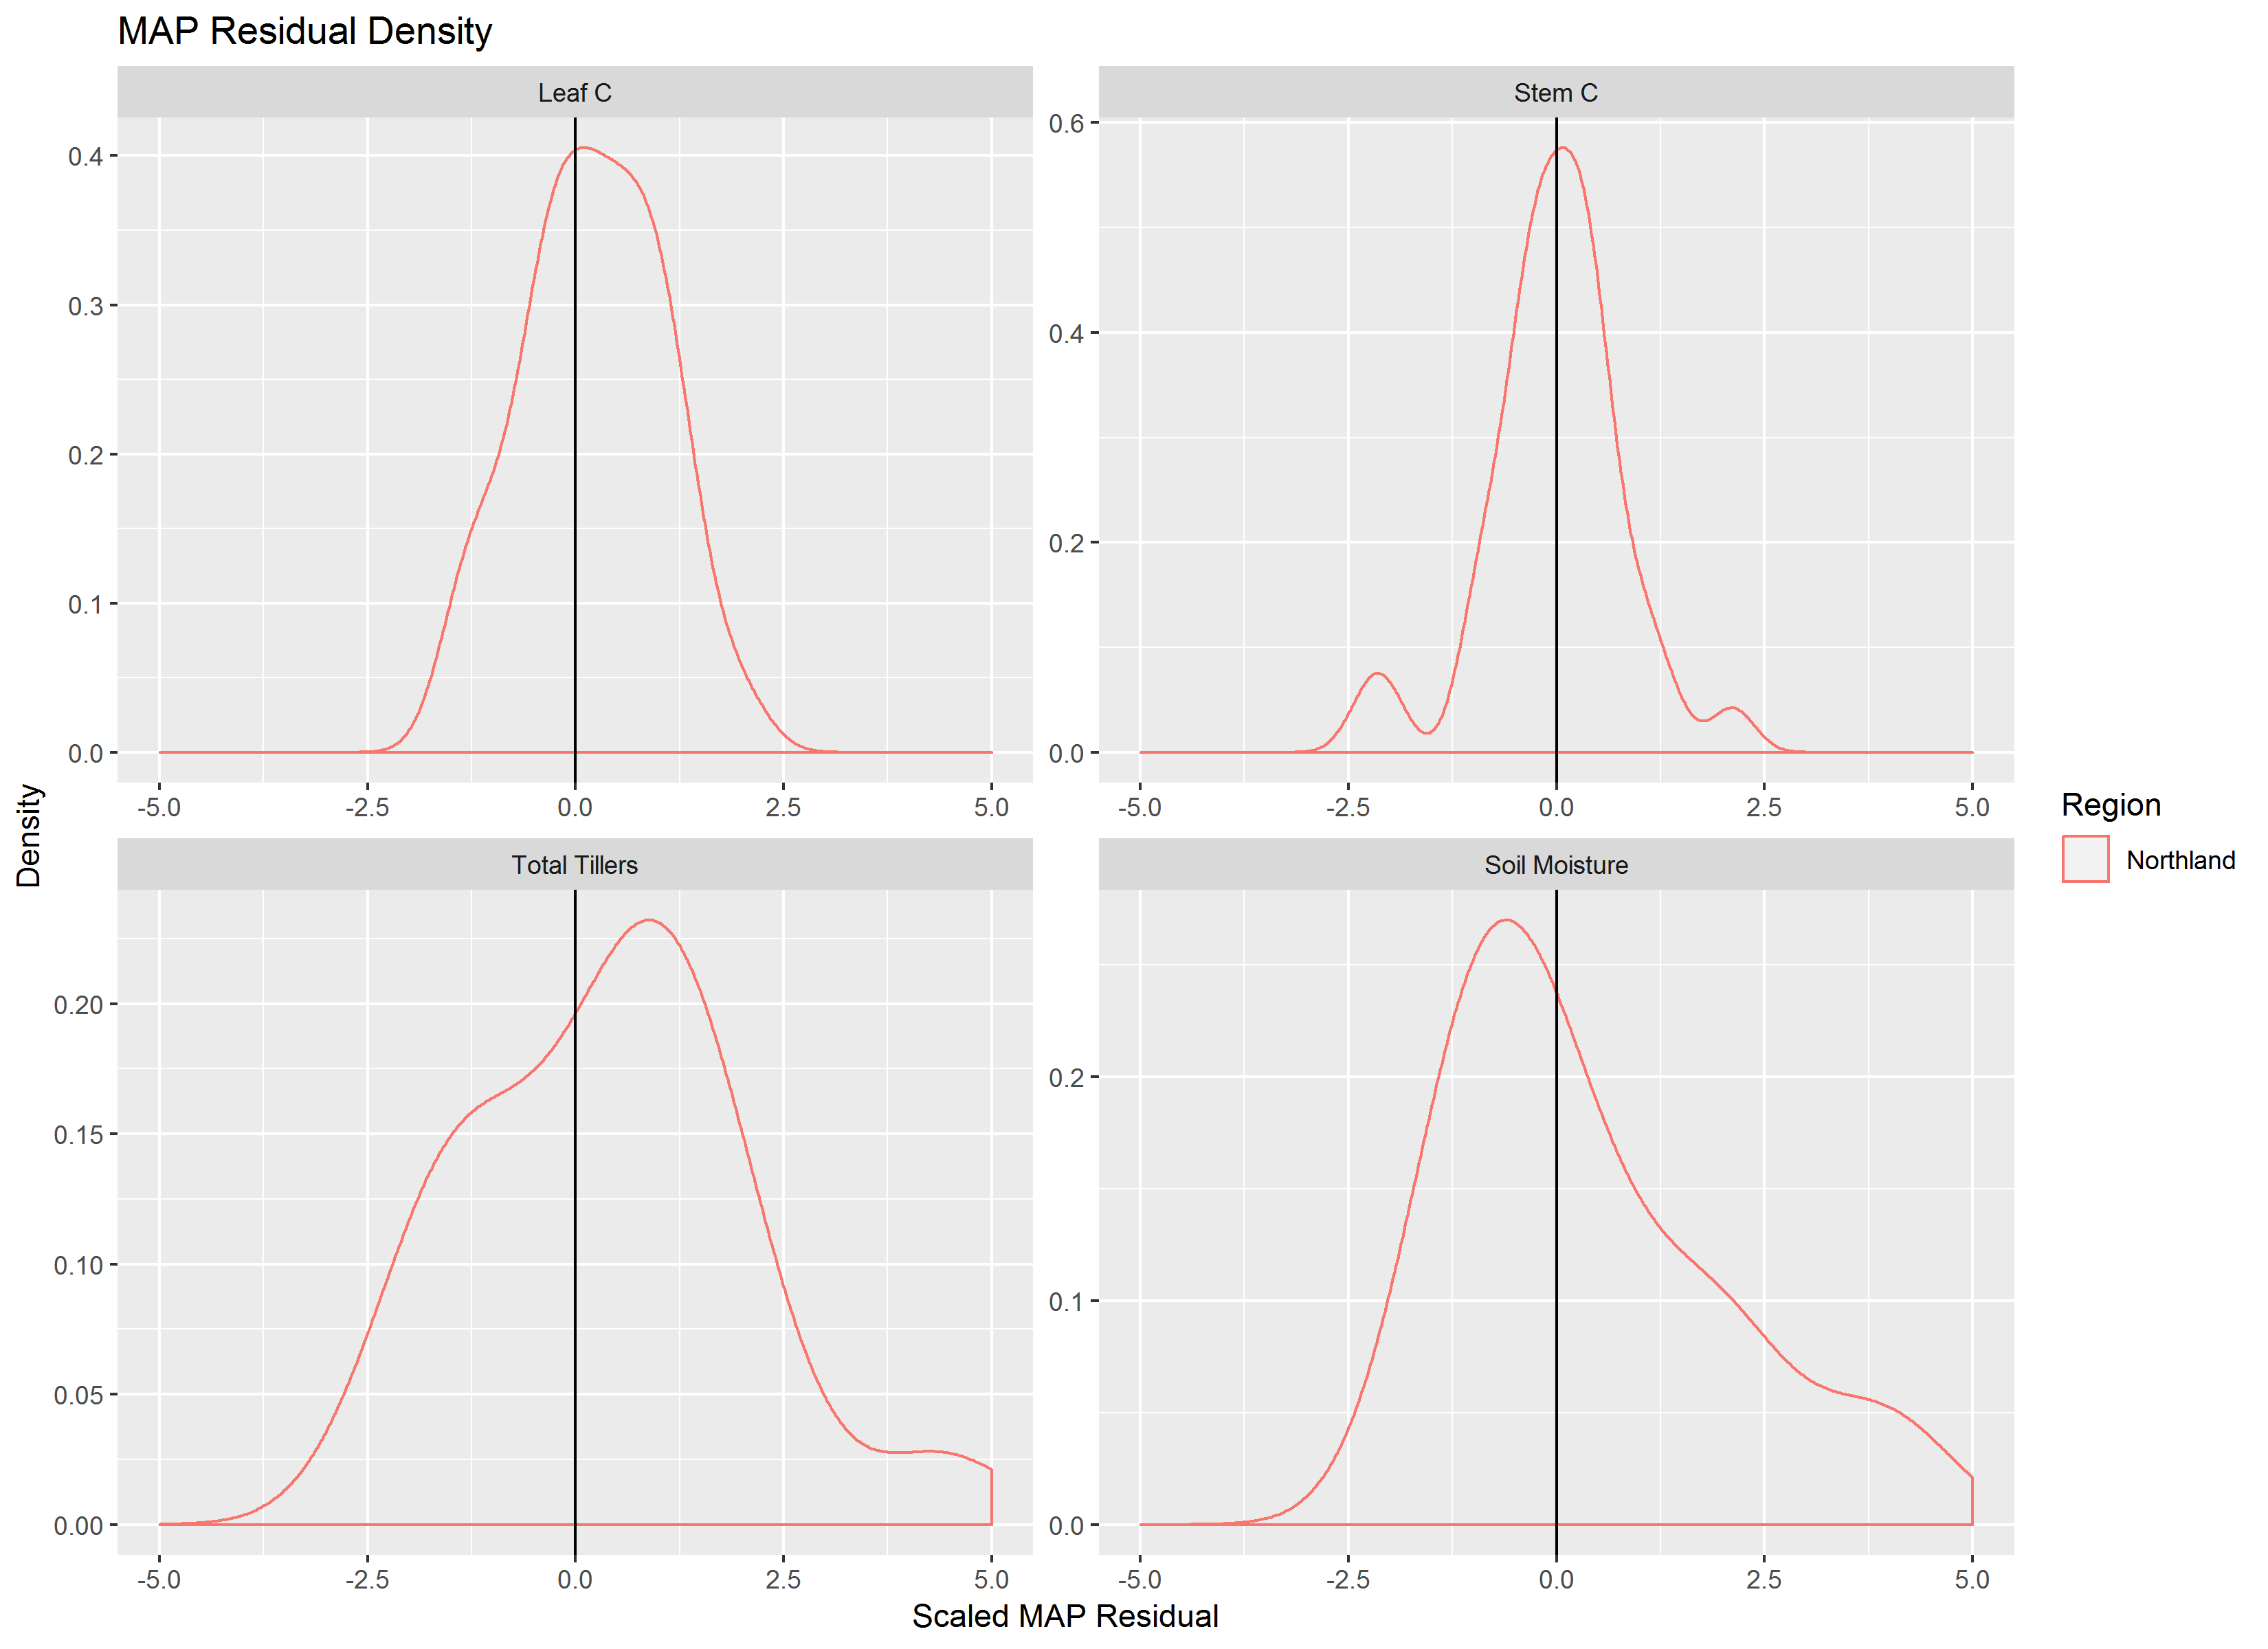 MAP Residual Density
Leaf C
Stem C
0.4
0.3
0.2
0.1
0.0
0.6
0.4
0.2
0.0
-5.0 -2.5 0.0 2.5 5.0
-5.0 -2.5 0.0 2.5 5.0
Total Tillers
Soil Moisture
0.20
0.15
0.10
0.05
0.00
0.2
0.1
0.0
-5.0 -2.5 0.0 2.5 5.0
-5.0 -2.5 0.0 2.5 5.0
Density
Scaled MAP Residual
Region
Northland